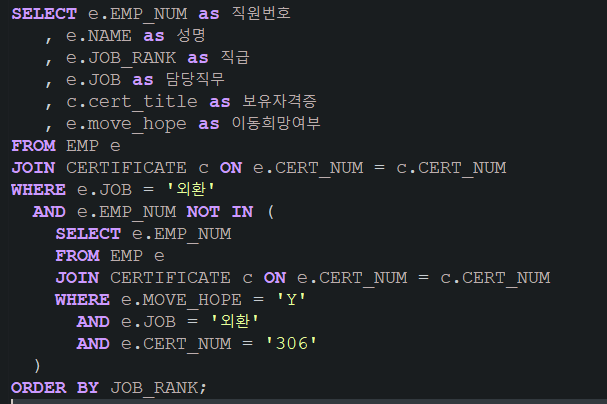 SELECT e.EMP_NUM as 직원번호
, e.NAME as 성명
, e.JOB_RANK as 직급
, e.JOB as 담당직무
, c.cert_title as 보유자격증
, e.move_hope as 이동희망여부
FROM EMP e
JOIN CERTIFICATE c ON e.CERT_NUM = c.CERT_NUM
WHERE e.JOB = '외환'
AND e.EMP_NUM NOT IN (
SELECT e.EMP_NUM
FROM EMP e
JOIN CERTIFICATE c ON e.CERT_NUM = c.CERT_NUM
WHERE e.MOVE_HOPE = 'Y'
AND e.JOB = '외환'
AND e.CERT_NUM = '306'
)
ORDER BY JOB_RANK;